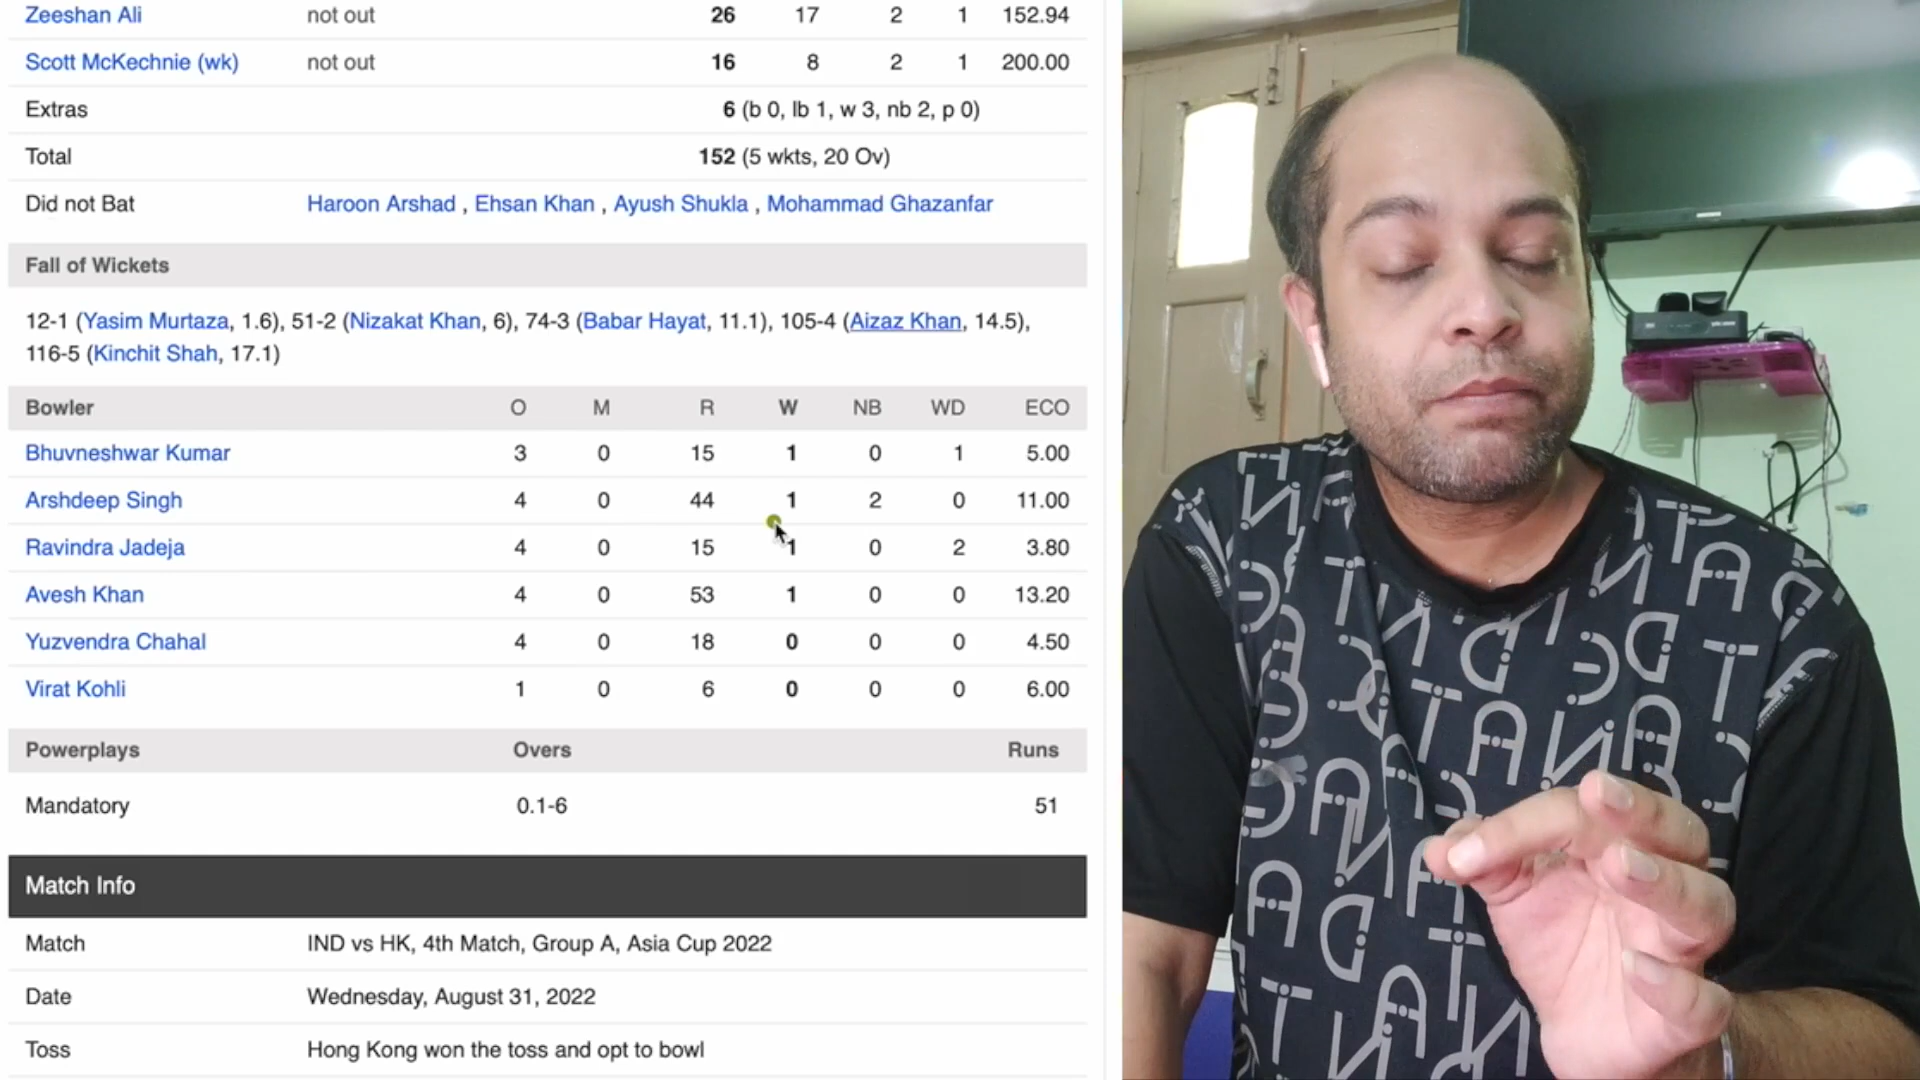 Zeeshan Ali not out 26 17 2 1 152.94
Scott McKechnie (wk) not out 16 8 2 1 200.00
Extras 6 (b 0, lb 1, w 3, nb 2, p 0)
Total 152 (5 wkts, 20 Ov)
Did not Bat Haroon Arshad , Ehsan Khan , Ayush Shukla , Mohammad Ghazanfar
Fall of Wickets
12-1 (Yasim Murtaza, 1.6), 51-2 (Nizakat Khan, 6), 74-3 (Babar Hayat, 11.1), 105-4 (Aizaz Khan, 14.5),
116-5 (Kinchit Shah, 17.1)
Bowler O M R W NB WD ECO
Bhuvneshwar Kumar 3 0 15 1 0 1 5.00
Arshdeep Singh 4 0 44 1 2 0 11.00
Ravindra Jadeja 4 0 15 1 0 2 3.80
Avesh Khan 4 0 53 1 0 0 13.20
Yuzvendra Chahal 4 0 18 0 0 0 4.50
Virat Kohli 1 0 6 0 0 0 6.00
Powerplays Overs Runs
Mandatory 0.1-6 51
Match Info
Match IND vs HK, 4th Match, Group A, Asia Cup 2022
Date Wednesday, August 31, 2022
Toss Hong Kong won the toss and opt to bowl